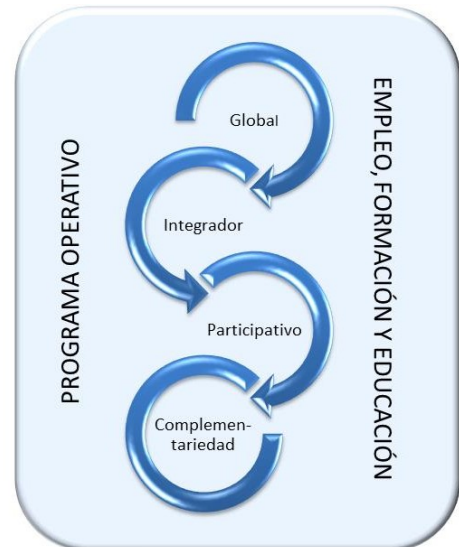 PROGRAMA OPERATIVO
Global
Integrador
Participativo
Complemen-
tariedad
EMPLEO, FORMACIÓN Y EDUCACIÓN